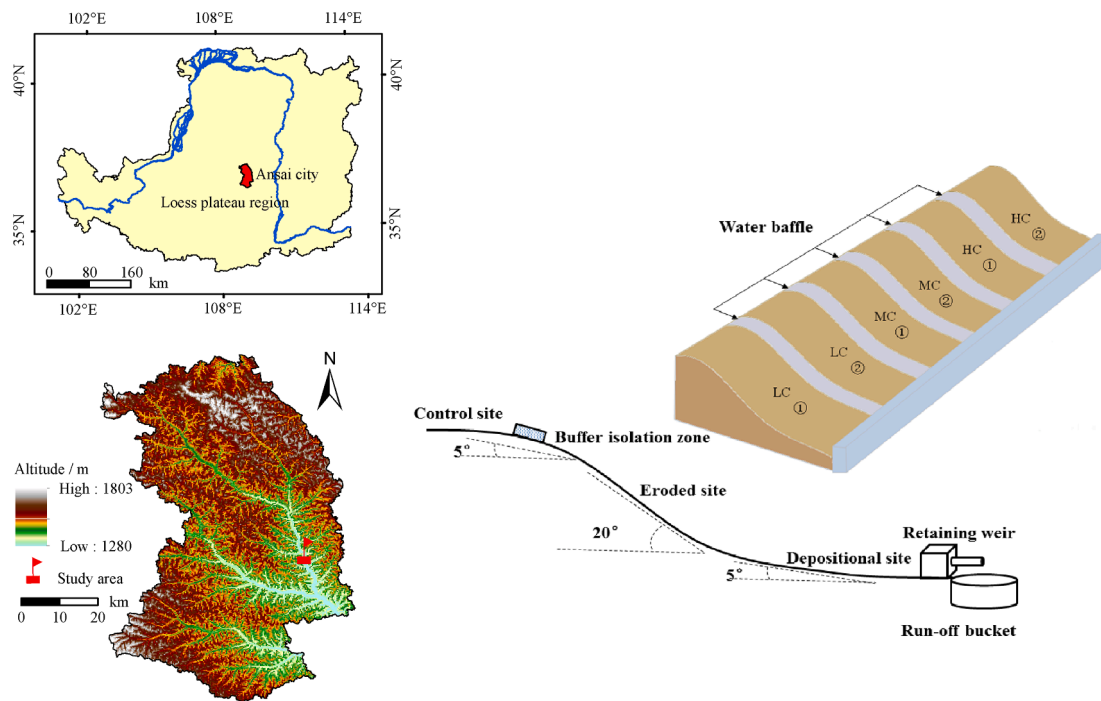 102°E
108°E
114°E
40°N
40°N
Ansai city
Loess plateau region
35°N
35°N
0 80 160
km
102°E
108°E
114°E
Water baffle
HC
②
HC
①
MC
②
MC
①
LC
②
LC
①
N
Altitude / m
High : 1803
Low : 1280
Study area
km
0 10 20
Control site
Buffer isolation zone
5°
Eroded site
20°
Depositional site
5°
Retaining weir
Run-off bucket